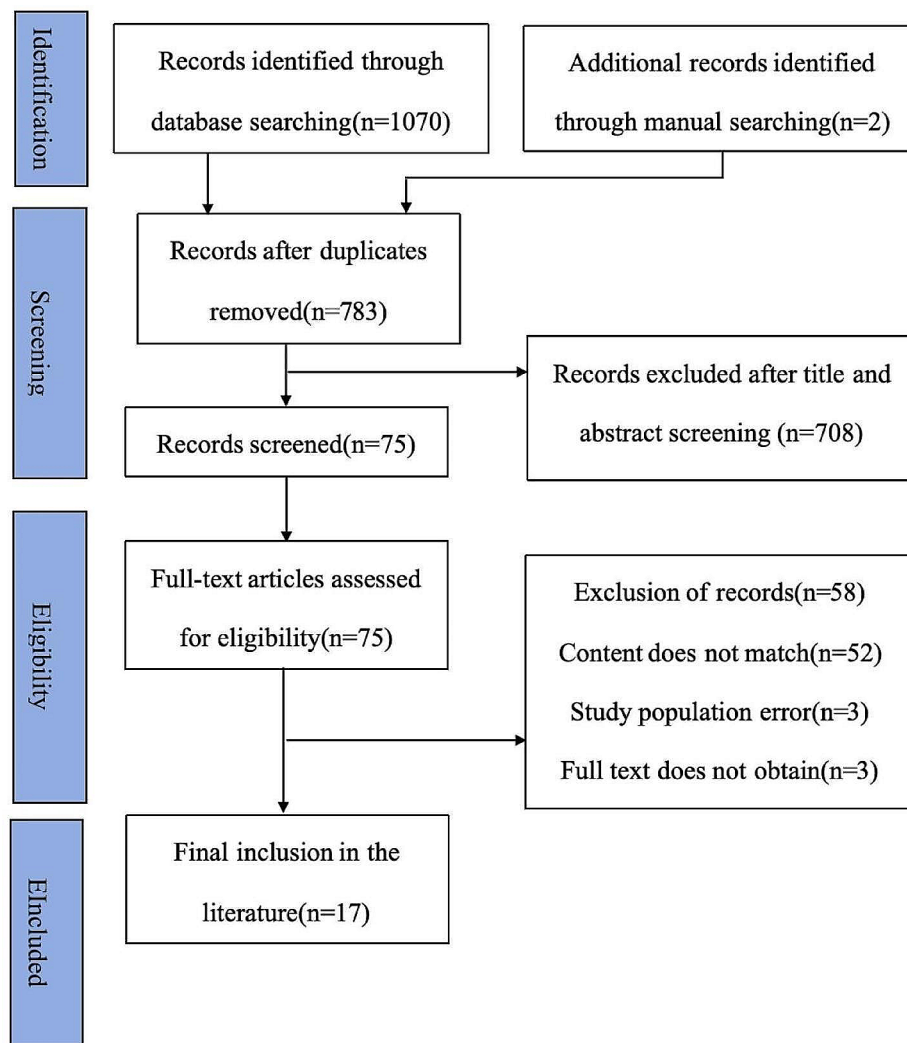 Identification
Records identified through
database searching(n=1070)
Additional records identified
through manual searching(n=2)
Screening
Records after duplicates
removed(n=783)
Records excluded after title and
abstract screening (n=708)
Records screened(n=75)
Eligibility
Full-text articles assessed
for eligibility(n=75)
Exclusion of records(n=58)
Content does not match(n=52)
Study population error(n=3)
Full text does not obtain(n=3)
EIncluded
Final inclusion in the
literature(n=17)